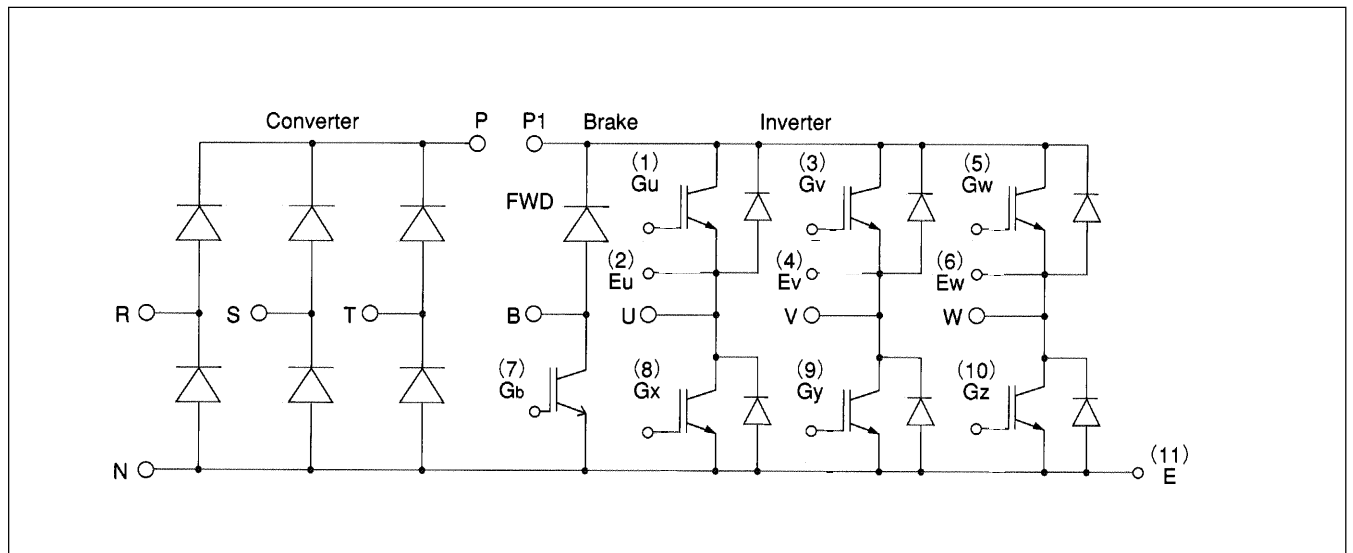 Converter P P1 Brake Inverter
(1) (3) (5)
Gu Gv Gw
FWD
(2) (4) (6)
Eu Ev Ew
R S T B U V W
(7) (8) (9) (10)
Gb Gx Gy Gz
N (11)
E